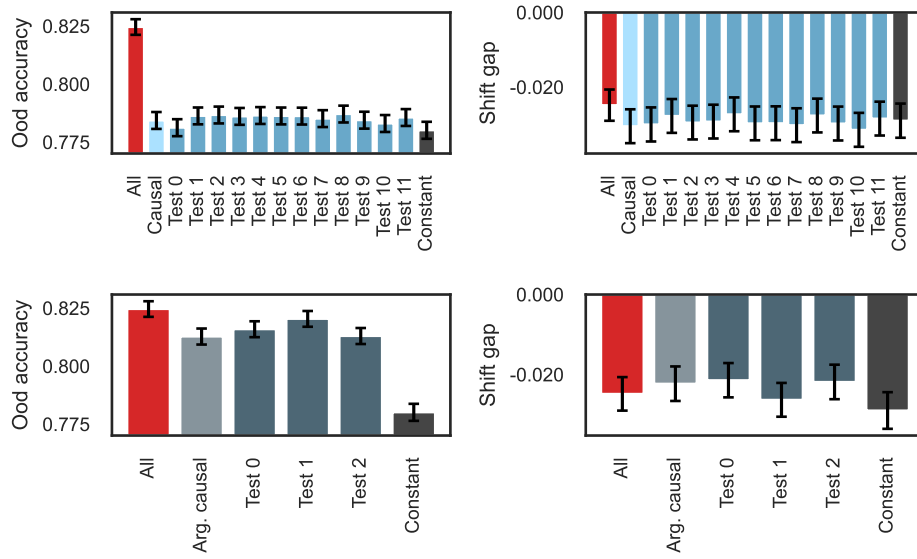 Ood accuracy
0.825
0.800
0.775
All
Causal
Test 0
Test 1
Test 2
Test 3
Test 4
Test 5
Test 6
Test 7
Test 8
Test 9
Test 10
Test 11
Constant
Shift gap
0.000
-0.020
All
Causal
Test 0
Test 1
Test 2
Test 3
Test 4
Test 5
Test 6
Test 7
Test 8
Test 9
Test 10
Test 11
Constant
Ood accuracy
0.825
0.800
0.775
All
Arg. causal
Test 0
Test 1
Test 2
Constant
Shift gap
0.000
-0.020
All
Arg. causal
Test 0
Test 1
Test 2
Constant